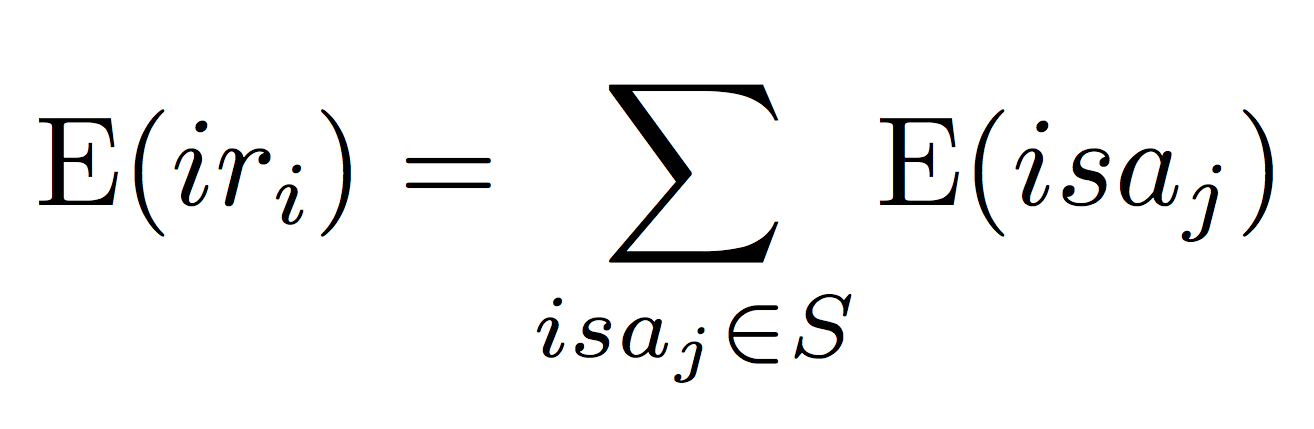 E(ir_i) = ∑_{isa_j ∈ S} E(isa_j)